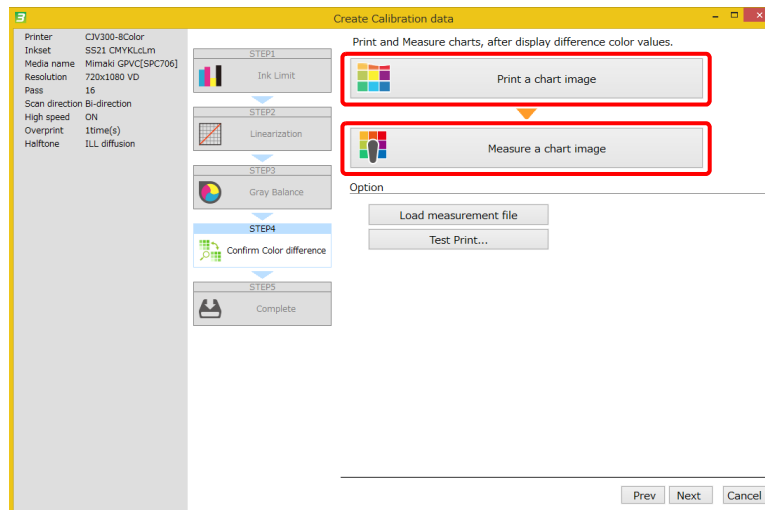 Create Calibration data
Printer CJV300-8Color
Inkset SS21 CMYKLcLm
Media name Mimaki GPVC[SPC706]
Resolution 720x1080 VD
Pass 16
Scan direction Bi-direction
High speed ON
Overprint 1time(s)
Halftone ILL diffusion
STEP1
Ink Limit
STEP2
Linearization
STEP3
Gray Balance
STEP4
Confirm Color difference
STEP5
Complete
Print and Measure charts, after display difference color values.
Print a chart image
Measure a chart image
Option
Load measurement file
Test Print...
Prev Next Cancel